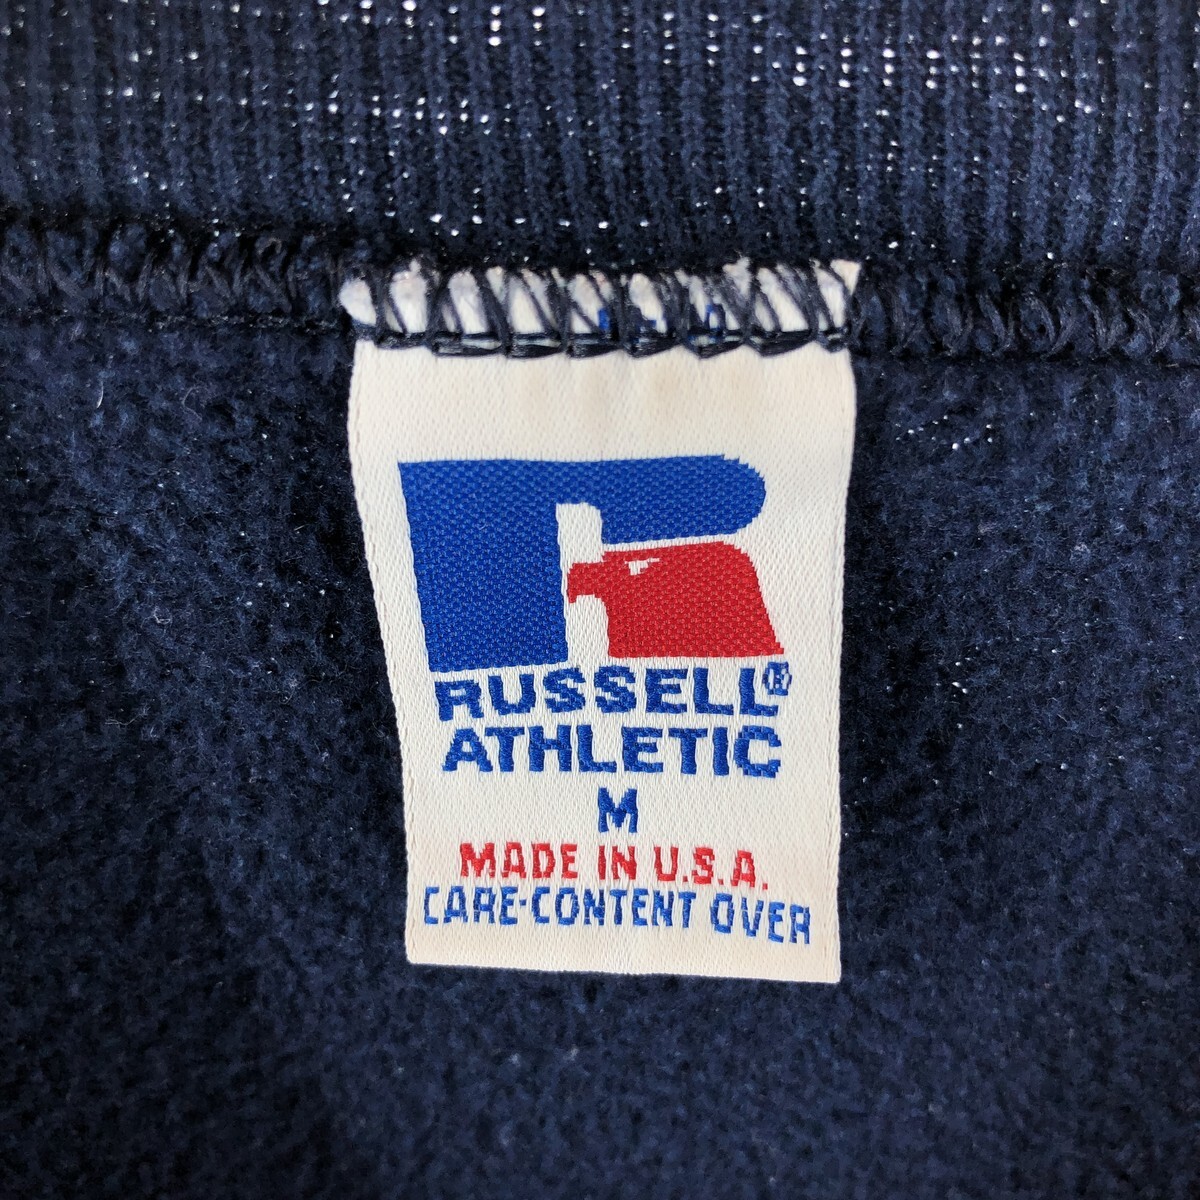 RUSSELL®
ATHLETIC
M
MADE IN U.S.A.
CARE-CONTENT OVER